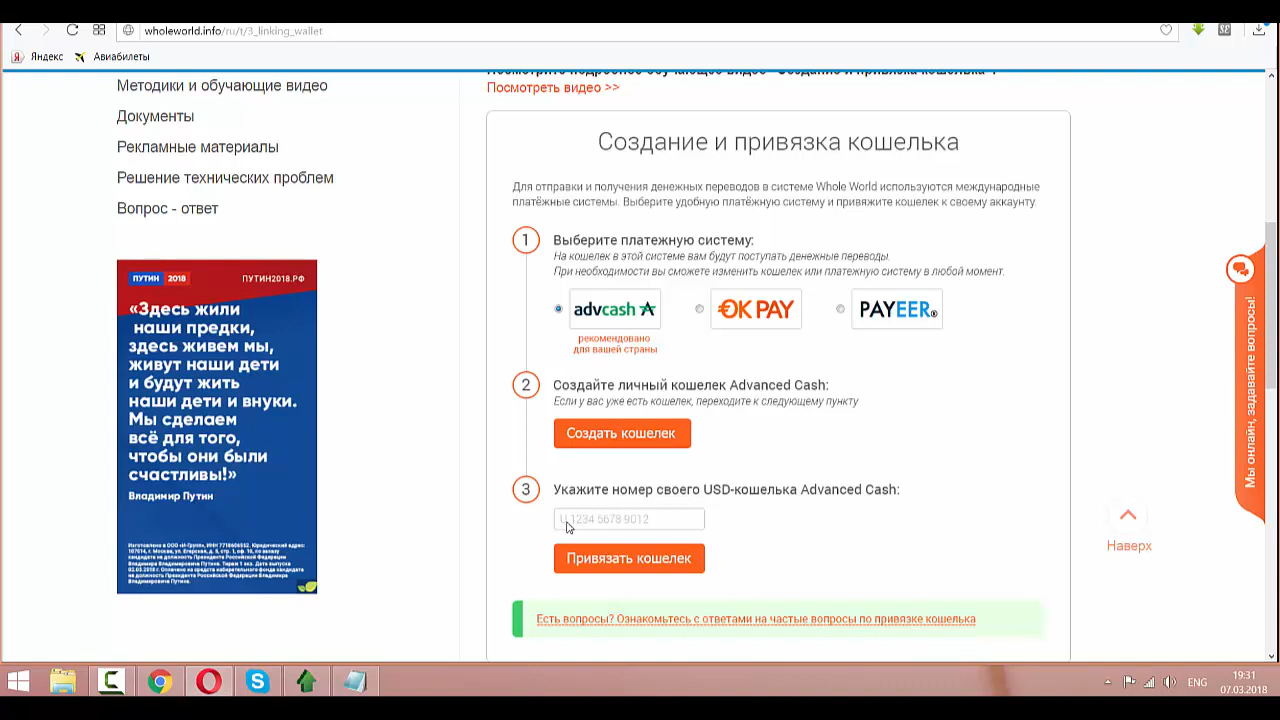 wholeworld.info/ru/t/3_linking_wallet
Яндекс
Авиабилеты
Методики и обучающие видео
Документы
Рекламные материалы
Решение технических проблем
Вопрос - ответ
ПУТИН 2018 ПУТИН2018.РФ
«Здесь жили
наши предки,
здесь живем мы,
живут наши дети
и будут жить
наши дети и внуки.
Мы сделаем
всё для того,
чтобы они были
счастливы!»
Владимир Путин
Посмотреть видео >>
Создание и привязка кошелька
Для отправки и получения денежных переводов в системе Whole World используются международные
платёжные системы. Выберите удобную платёжную систему и привяжите кошелек к своему аккаунту.
1 Выберите платежную систему:
На кошелек в этой системе вам будут поступать денежные переводы.
При необходимости вы сможете изменить кошелек или платежную систему в любой момент.
advcash
OKPAY
PAYEER
рекомендовано
для вашей страны
2 Создайте личный кошелек Advanced Cash:
Если у вас уже есть кошелек, переходите к следующему пункту
Создать кошелек
3 Укажите номер своего USD-кошелька Advanced Cash:
U 1234 5678 9012
Привязать кошелек
Есть вопросы? Ознакомьтесь с ответами на частые вопросы по привязке кошелька
Мы онлайн, задавайте вопросы!
Наверх
ENG
19:31
07.03.2018